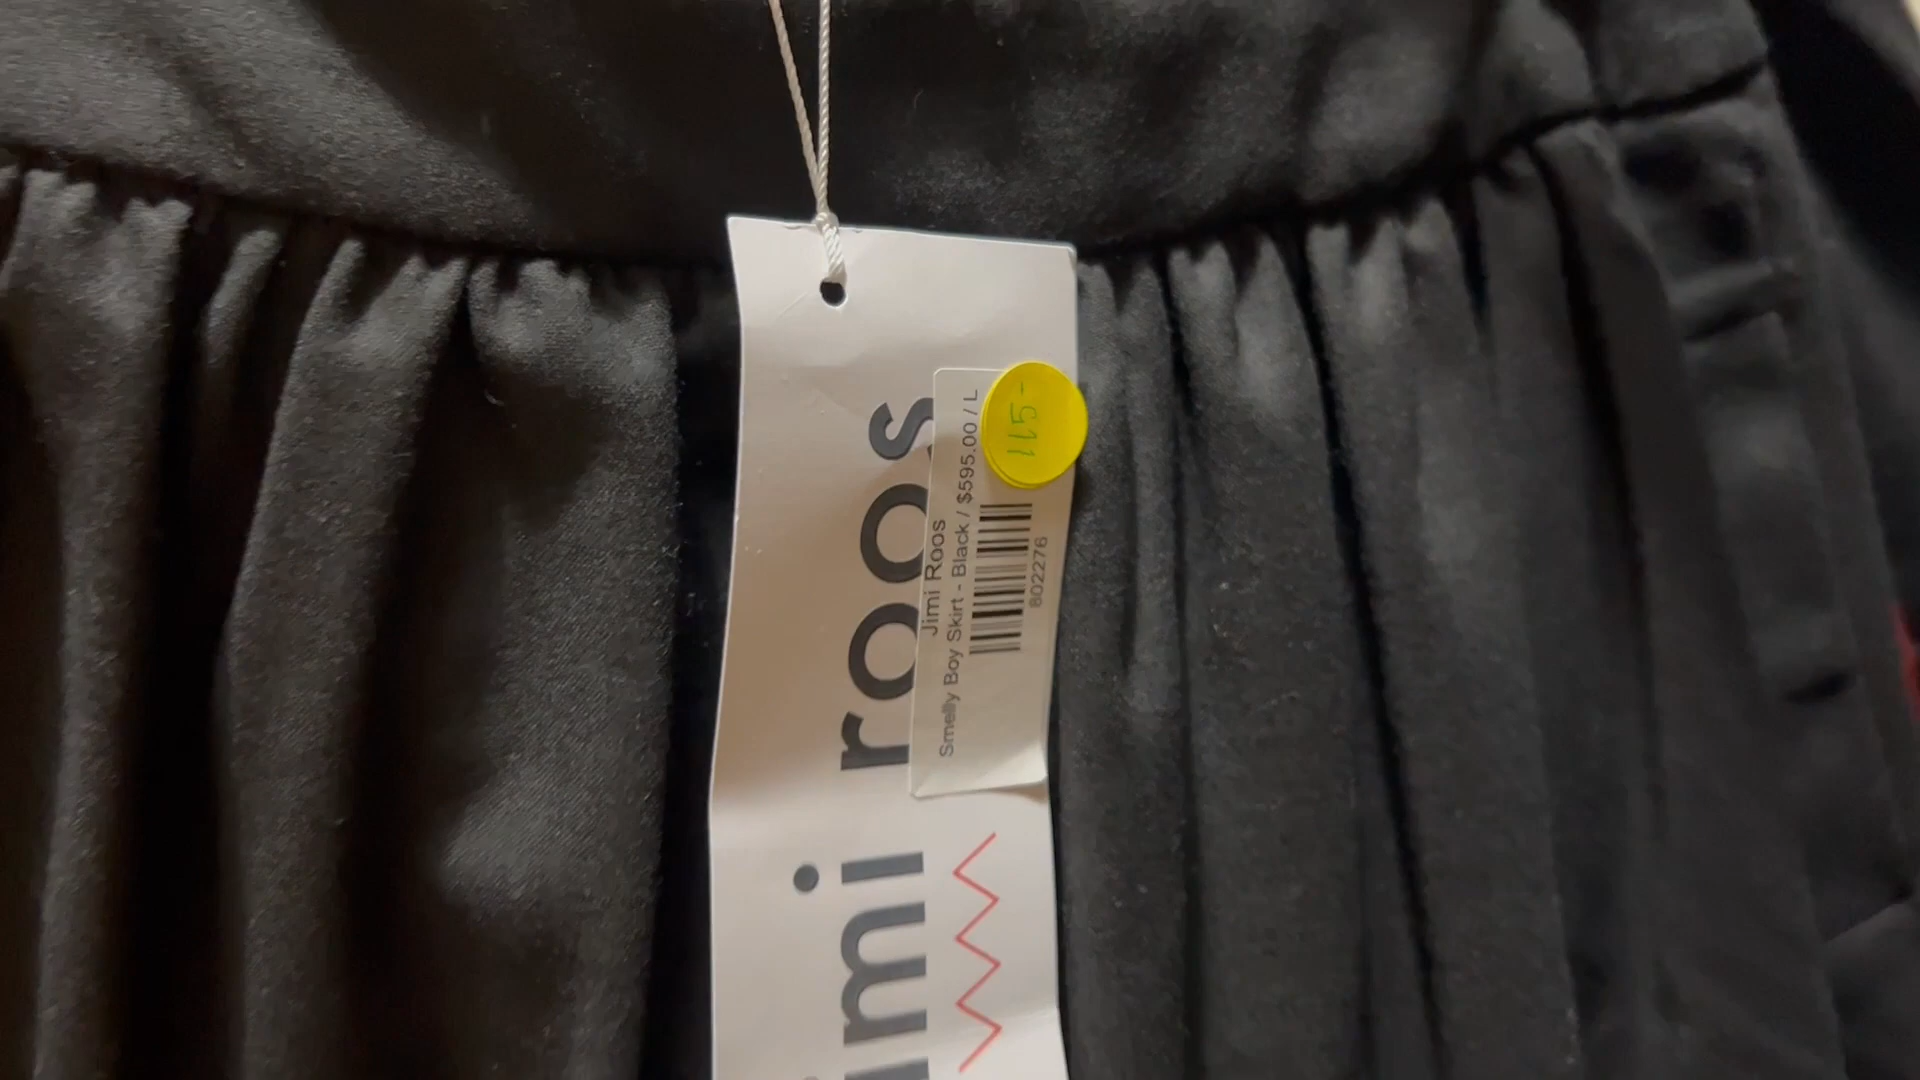 115-
Jimi Roos
Smelly Boy Skirt - Black / $595.00 / L
802276
imi roos